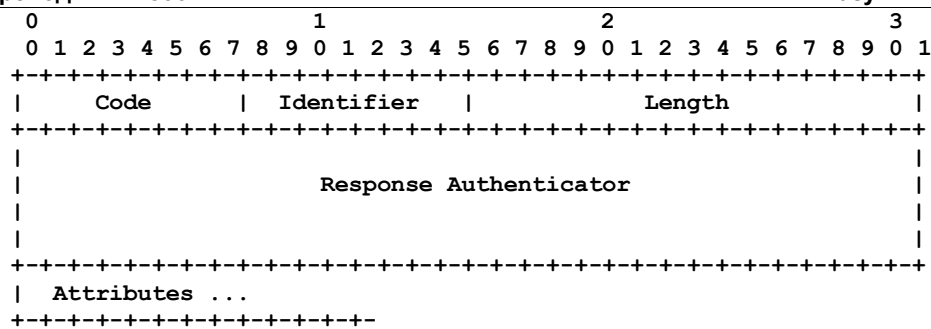 0                   1                   2                   3
 0 1 2 3 4 5 6 7 8 9 0 1 2 3 4 5 6 7 8 9 0 1 2 3 4 5 6 7 8 9 0 1
+-+-+-+-+-+-+-+-+-+-+-+-+-+-+-+-+-+-+-+-+-+-+-+-+-+-+-+-+-+-+-+-+
|     Code      |  Identifier   |            Length             |
+-+-+-+-+-+-+-+-+-+-+-+-+-+-+-+-+-+-+-+-+-+-+-+-+-+-+-+-+-+-+-+-+
|                                                               |
|                     Response Authenticator                    |
|                                                               |
|                                                               |
+-+-+-+-+-+-+-+-+-+-+-+-+-+-+-+-+-+-+-+-+-+-+-+-+-+-+-+-+-+-+-+-+
|  Attributes ...
+-+-+-+-+-+-+-+-+-+-+-+-+-